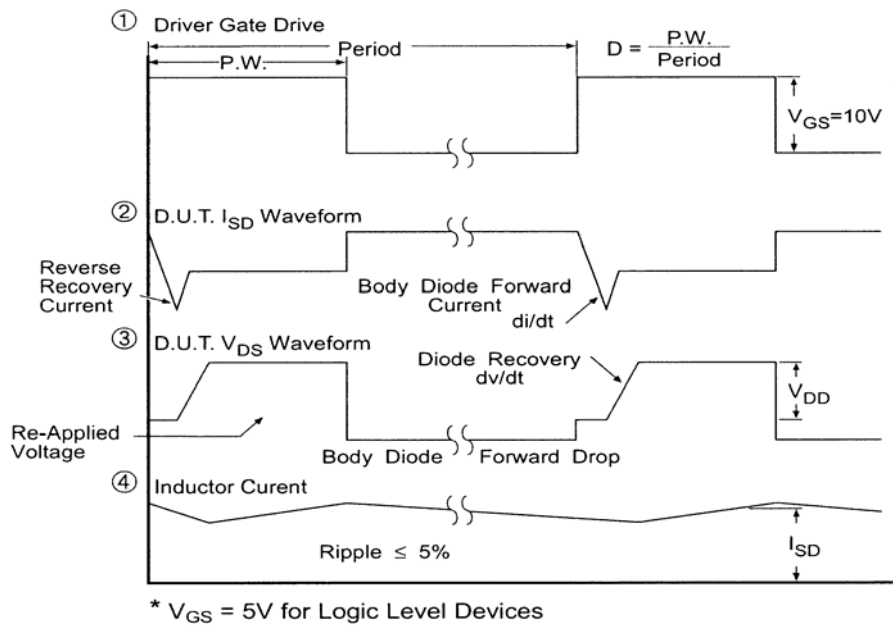 ① Driver Gate Drive
Period
P.W.
D = P.W. / Period
V_GS=10V
② D.U.T. I_SD Waveform
Reverse
Recovery
Current
Body Diode Forward
Current
di/dt
③ D.U.T. V_DS Waveform
Diode Recovery
dv/dt
V_DD
Re-Applied
Voltage
Body Diode Forward Drop
④ Inductor Curent
Ripple ≤ 5%
I_SD
* V_GS = 5V for Logic Level Devices